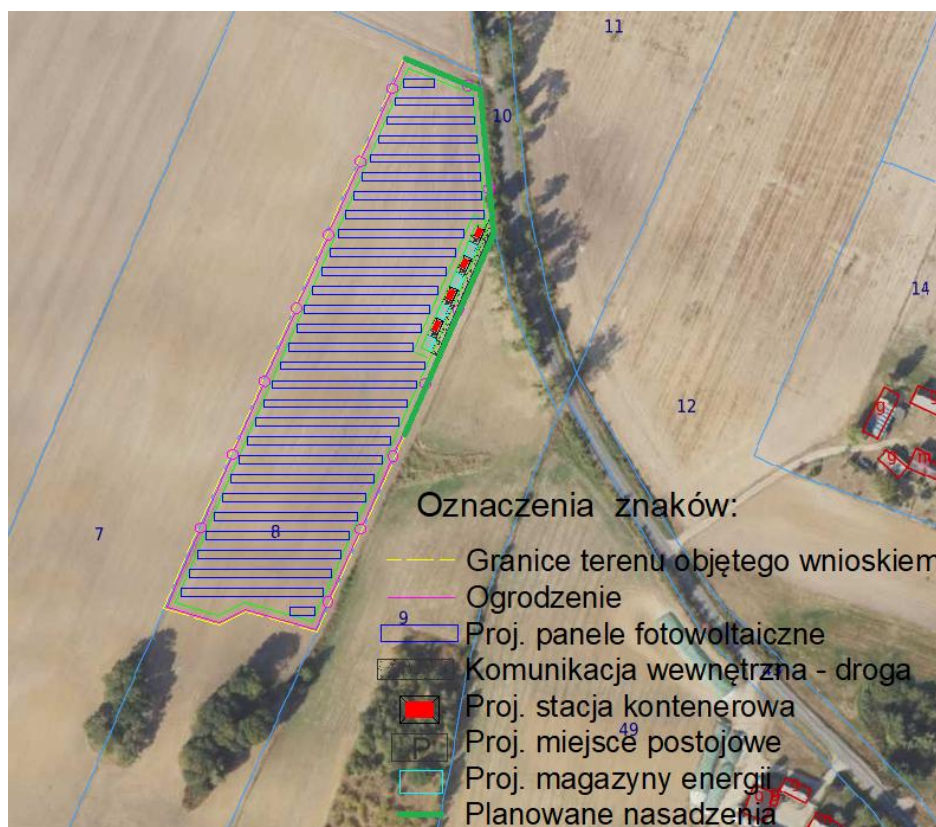 11
10
14
12
g
g
m
7
8
Oznaczenia znaków:
Granice terenu objętego wnioskiem
Ogrodzenie
9
Proj. panele fotowoltaiczne
Komunikacja wewnętrzna - droga
Proj. stacja kontenerowa
49
P Proj. miejsce postojowe
Proj. magazyny energii
g
Planowane nasadzenia